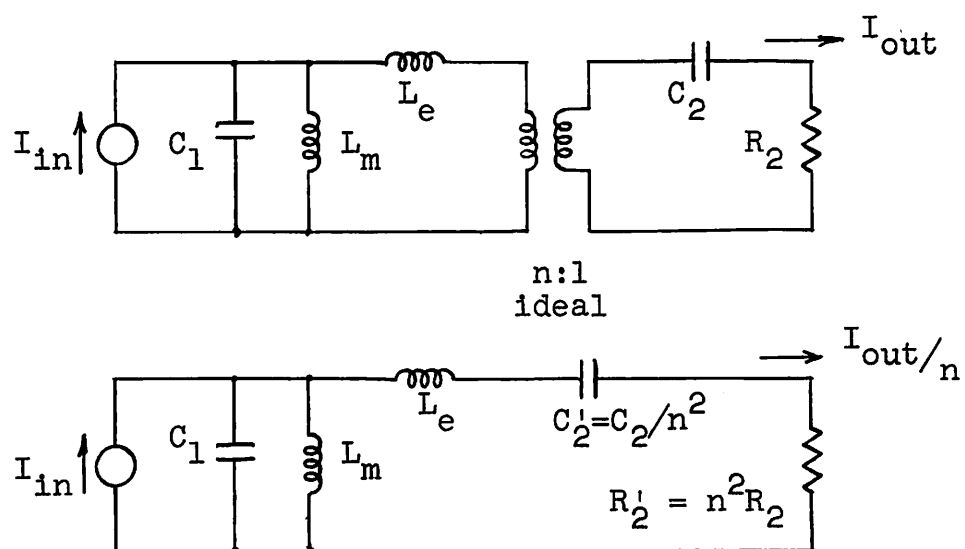 I_out
I_in
C_1
L_m
L_e
C_2
R_2
n:1
ideal
I_out/n
I_in
C_1
L_m
L_e
C_2'=C_2/n^2
R_2' = n^2R_2